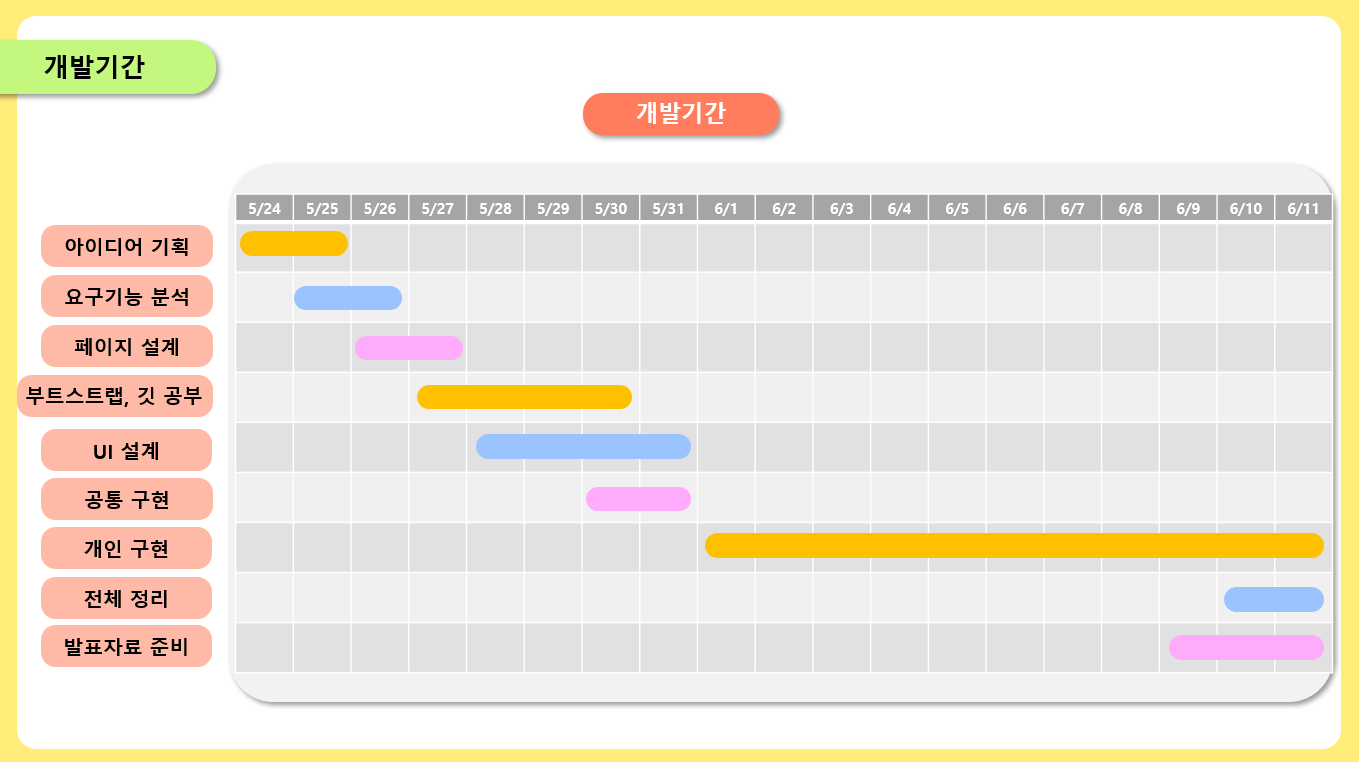 개발기간
개발기간
5/24 5/25 5/26 5/27 5/28 5/29 5/30 5/31 6/1 6/2 6/3 6/4 6/5 6/6 6/7 6/8 6/9 6/10 6/11
아이디어 기획
요구기능 분석
페이지 설계
부트스트랩, 깃 공부
UI 설계
공통 구현
개인 구현
전체 정리
발표자료 준비